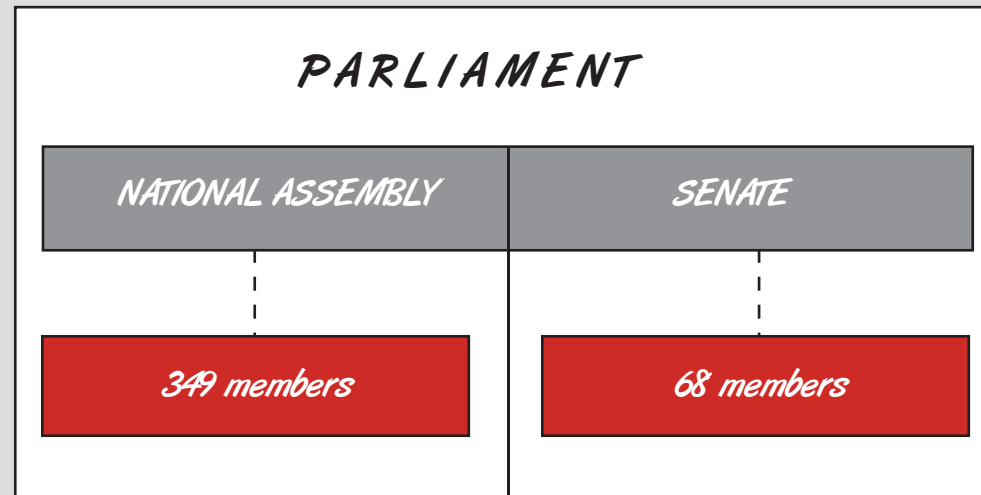 PARLIAMENT
NATIONAL ASSEMBLY
SENATE
349 members
68 members